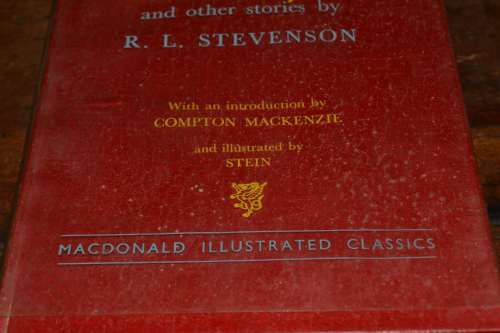 and other stories by
R. L. STEVENSON
With an introduction by
COMPTON MACKENZIE
and illustrated by
STEIN
MACDONALD ILLUSTRATED CLASSICS